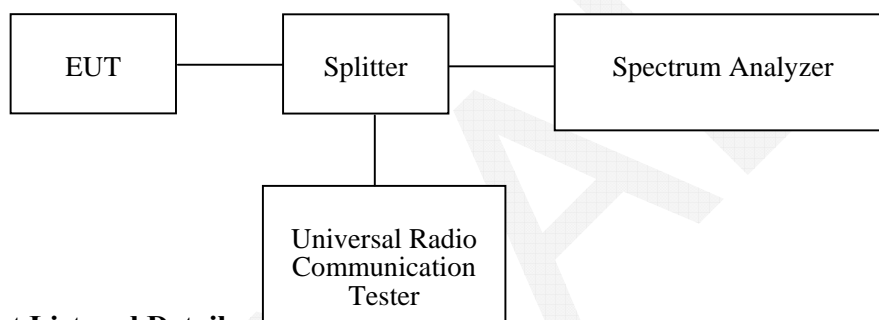 EUT
Splitter
Spectrum Analyzer
Universal Radio
Communication
Tester